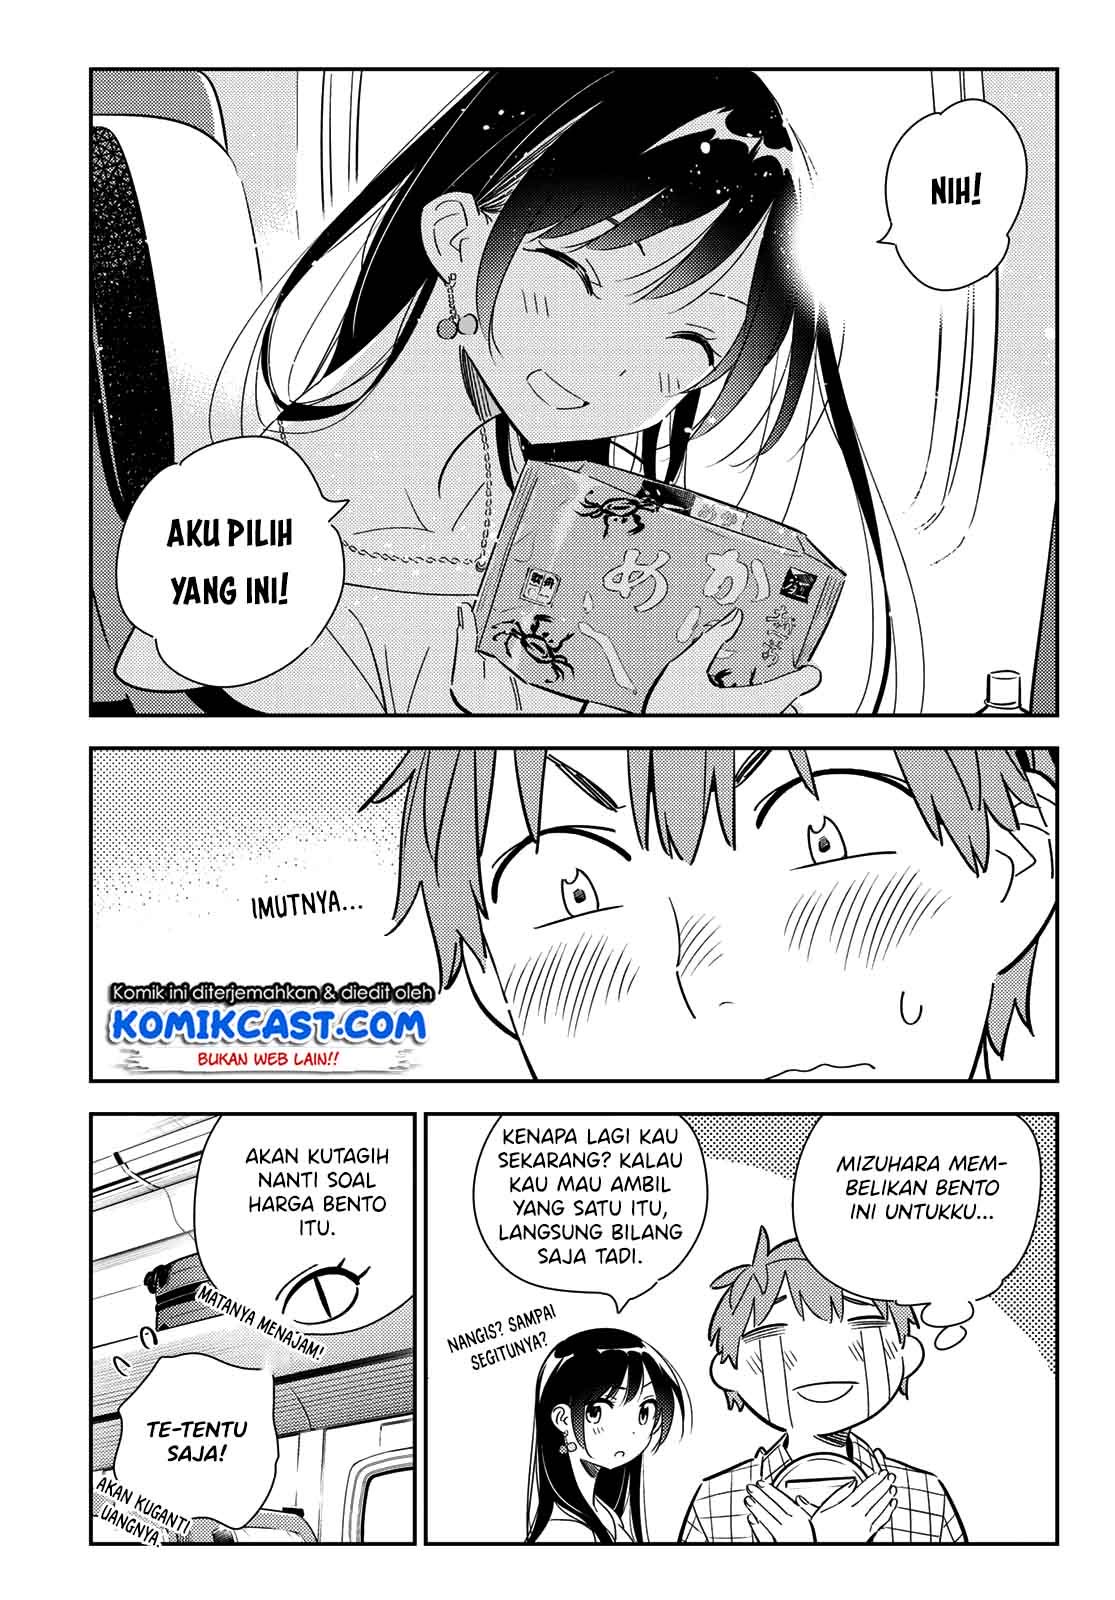 NIH!
AKU PILIH
YANG INI!
かめ
IMUTNYA...
Komik ini diterjemahkan & diedit oleh
KOMIKCAST.COM
BUKAN WEB LAIN!!
MIZUHARA MEM-
BELIKAN BENTO
INI UNTUKKU...
KENAPA LAGI KAU
SEKARANG? KALAU
KAU MAU AMBIL
YANG SATU ITU,
LANGSUNG BILANG
SAJA TADI.
NANGIS? SAMPAI
SEGITUNYA?
AKAN KUTAGIH
NANTI SOAL
HARGA BENTO
ITU.
MATANYA MENAJAM!
TE-TENTU
SAJA!
AKAN KUGANTI
UANGNYA.